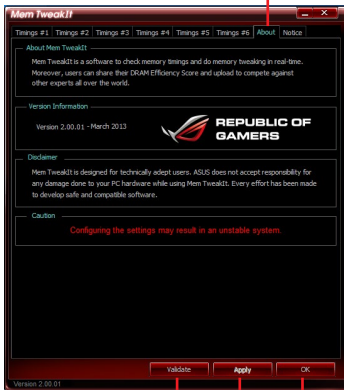 Mem TweakIt
Timings #1 Timings #2 Timings #3 Timings #4 Timings #5 Timings #6 About Notice
About Mem TweakIt
Mem TweakIt is a software to check memory timings and do memory tweaking in real-time.
Moreover, users can share their DRAM Efficiency Score and upload to compete against
other experts all over the world.
Version Information
Version 2.00.01 - March 2013
REPUBLIC OF
GAMERS
Disclaimer
Mem TweakIt is designed for technically adept users. ASUS does not accept responsibility for
any damage done to your PC hardware while using Mem TweakIt. Every effort has been made
to develop safe and compatible software.
Caution
Configuring the settings may result in an unstable system.
Validate Apply OK
Version 2.00.01